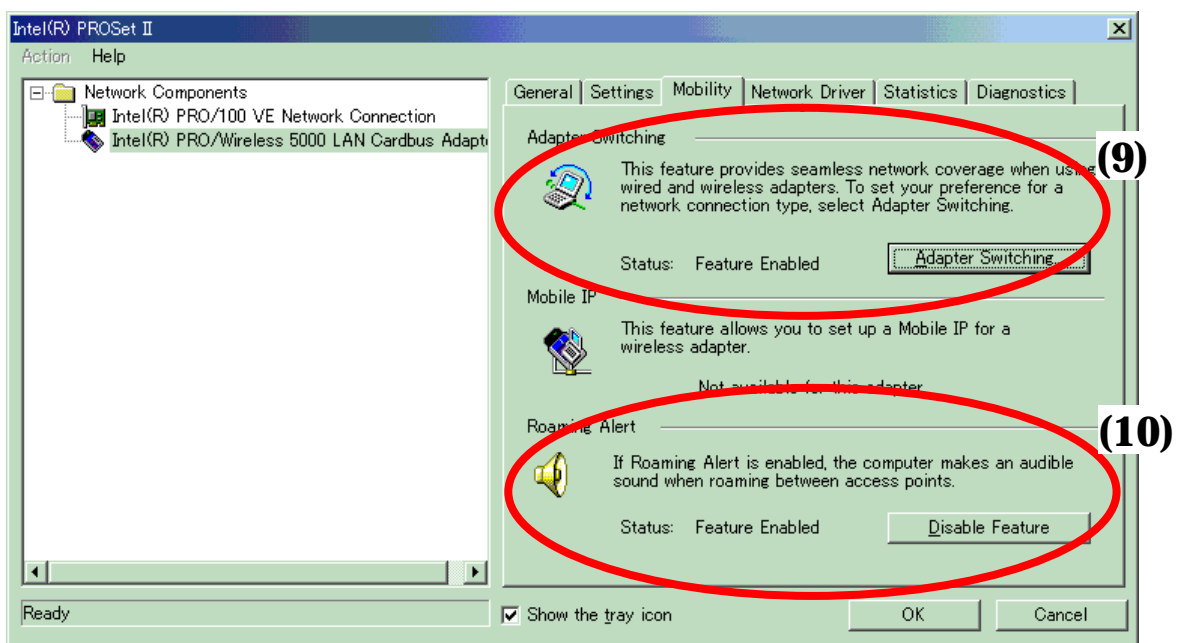 Intel(R) PROSet II
Action Help
Network Components
Intel(R) PRO/100 VE Network Connection
Intel(R) PRO/Wireless 5000 LAN Cardbus Adapt
General Settings Mobility Network Driver Statistics Diagnostics
Adapter Switching
(9)
This feature provides seamless network coverage when using
wired and wireless adapters. To set your preference for a
network connection type, select Adapter Switching.
Status: Feature Enabled
Adapter Switching...
Mobile IP
This feature allows you to set up a Mobile IP for a
wireless adapter.
Not available for this adapter
Roaming Alert
(10)
If Roaming Alert is enabled, the computer makes an audible
sound when roaming between access points.
Status: Feature Enabled
Disable Feature
Ready
Show the tray icon
OK
Cancel